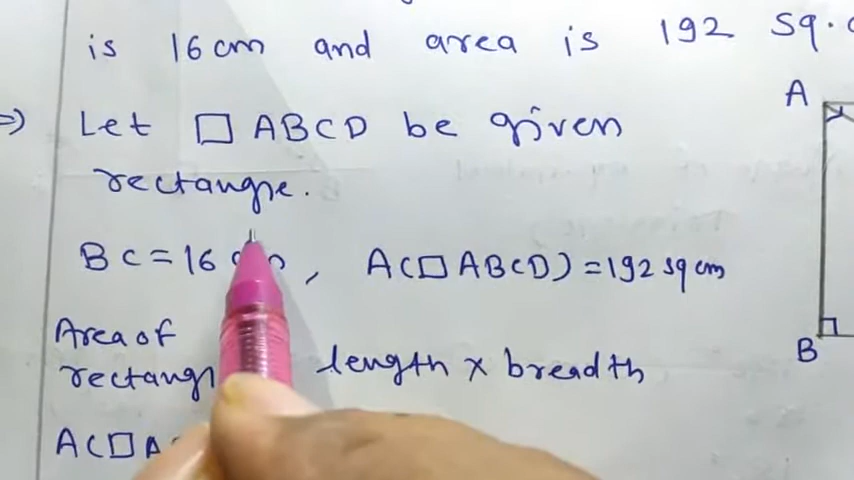 is 16 cm and area is 192 sq.
⇒ Let □ ABCD be given
rectangle.
BC = 16 , A(□ ABCD) = 192 sq cm
Area of
length × breadth
A(□
A
B